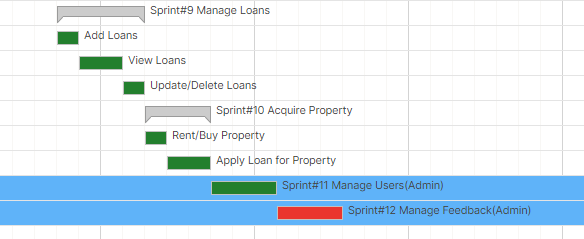 Sprint#9 Manage Loans
Add Loans
View Loans
Update/Delete Loans
Sprint#10 Acquire Property
Rent/Buy Property
Apply Loan for Property
Sprint#11 Manage Users(Admin)
Sprint#12 Manage Feedback(Admin)